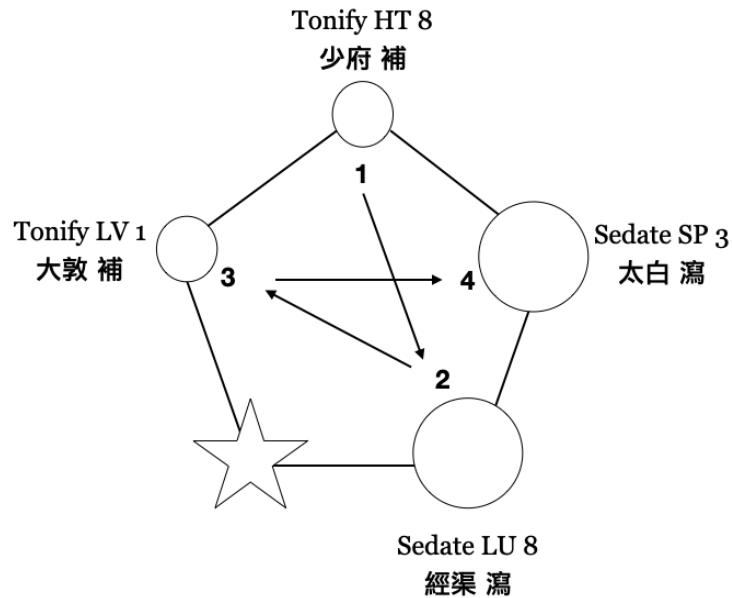 Tonify HT 8
少府 補
1
Tonify LV 1
大敦 補
3
4
Sedate SP 3
太白 瀉
2
Sedate LU 8
經渠 瀉